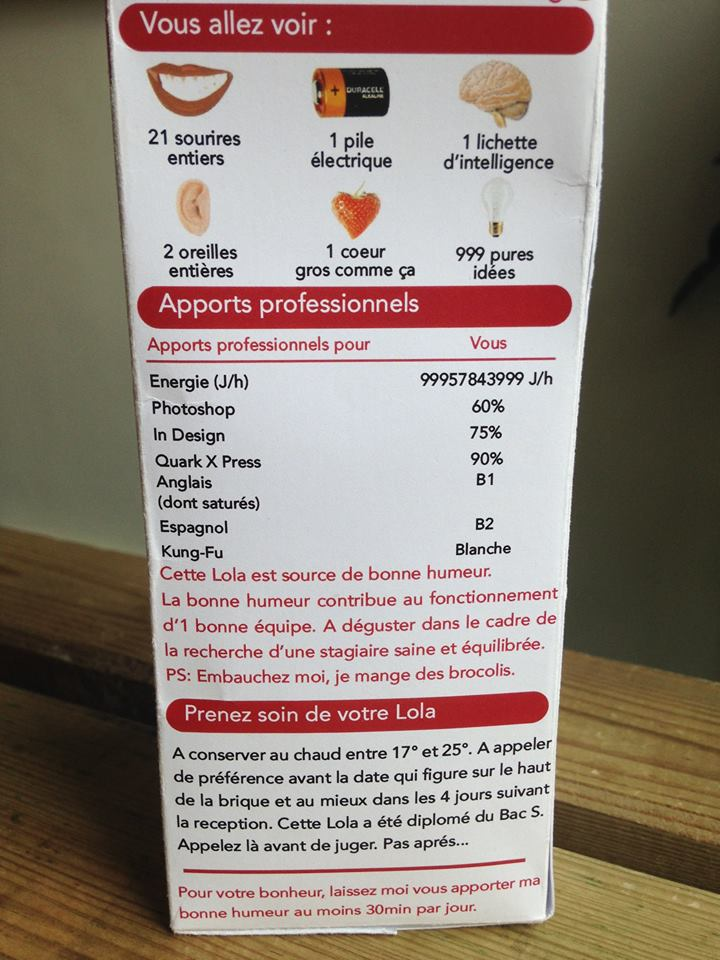 Vous allez voir :
DURACELL
ALKALINE
21 sourires
entiers
1 pile
électrique
1 lichette
d'intelligence
2 oreilles
entières
1 coeur
gros comme ça
999 pures
idées
Apports professionnels
Apports professionnels pour Vous
Energie (J/h) 99957843999 J/h
Photoshop 60%
In Design 75%
Quark X Press 90%
Anglais B1
(dont saturés)
Espagnol B2
Kung-Fu Blanche
Cette Lola est source de bonne humeur.
La bonne humeur contribue au fonctionnement
d'1 bonne équipe. A déguster dans le cadre de
la recherche d'une stagiaire saine et équilibrée.
PS: Embauchez moi, je mange des brocolis.
Prenez soin de votre Lola
A conserver au chaud entre 17° et 25°. A appeler
de préférence avant la date qui figure sur le haut
de la brique et au mieux dans les 4 jours suivant
la reception. Cette Lola a été diplomé du Bac S.
Appelez là avant de juger. Pas aprés...
Pour votre bonheur, laissez moi vous apporter ma
bonne humeur au moins 30min par jour.